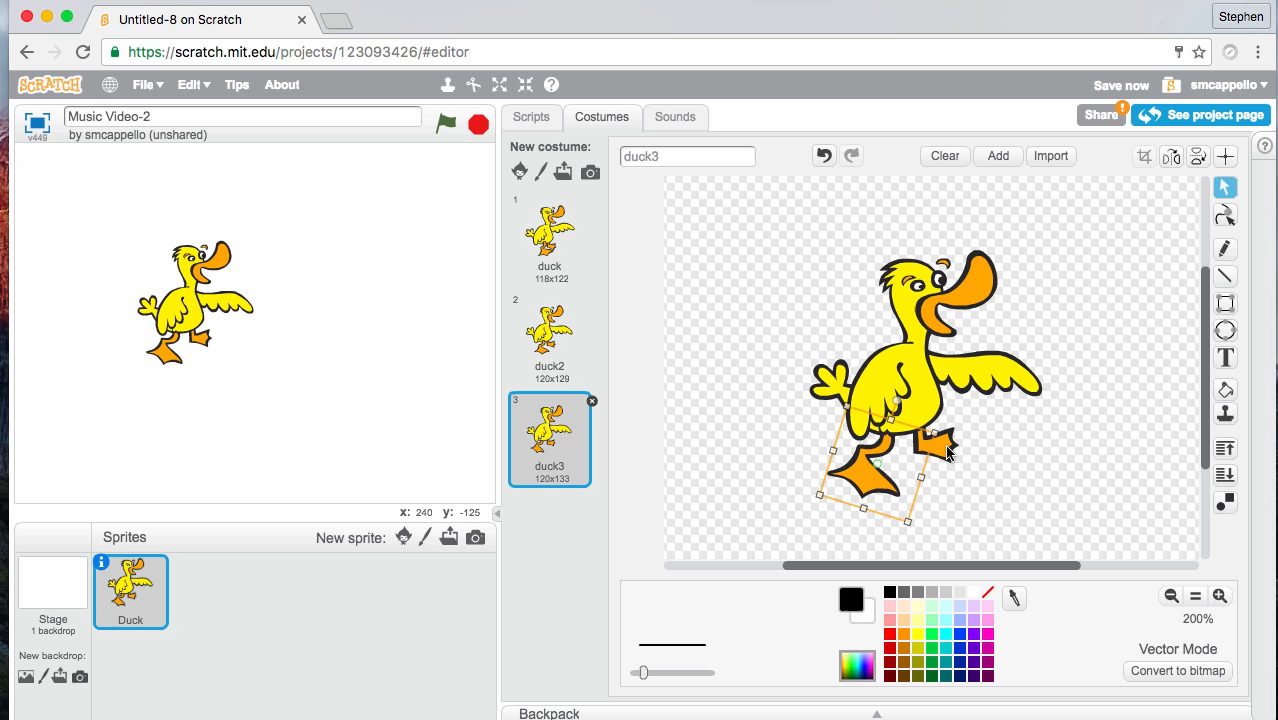 Untitled-8 on Scratch
Stephen
https://scratch.mit.edu/projects/123093426/#editor
SCRATCH
File
Edit
Tips
About
Save now
smcappello
v449
Music Video-2
by smcappello (unshared)
Scripts
Costumes
Sounds
Share
!
See project page
New costume:
duck3
Clear
Add
Import
?
1
duck
118x122
2
duck2
120x129
3
duck3
120x133
T
x: 240 y: -125
Sprites
New sprite:
Stage
1 backdrop
New backdrop:
i
Duck
200%
Vector Mode
Convert to bitmap
Backpack